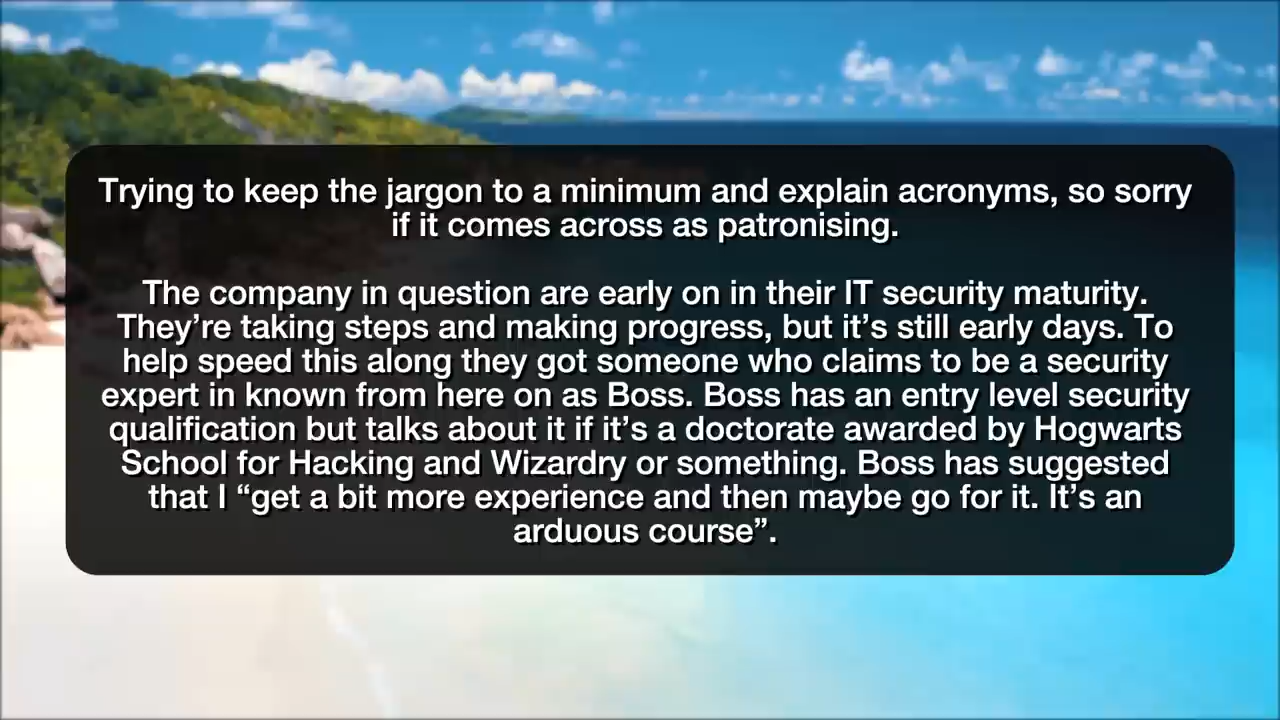 Trying to keep the jargon to a minimum and explain acronyms, so sorry
if it comes across as patronising.
The company in question are early on in their IT security maturity.
They’re taking steps and making progress, but it’s still early days. To
help speed this along they got someone who claims to be a security
expert in known from here on as Boss. Boss has an entry level security
qualification but talks about it if it’s a doctorate awarded by Hogwarts
School for Hacking and Wizardry or something. Boss has suggested
that I “get a bit more experience and then maybe go for it. It’s an
arduous course”.